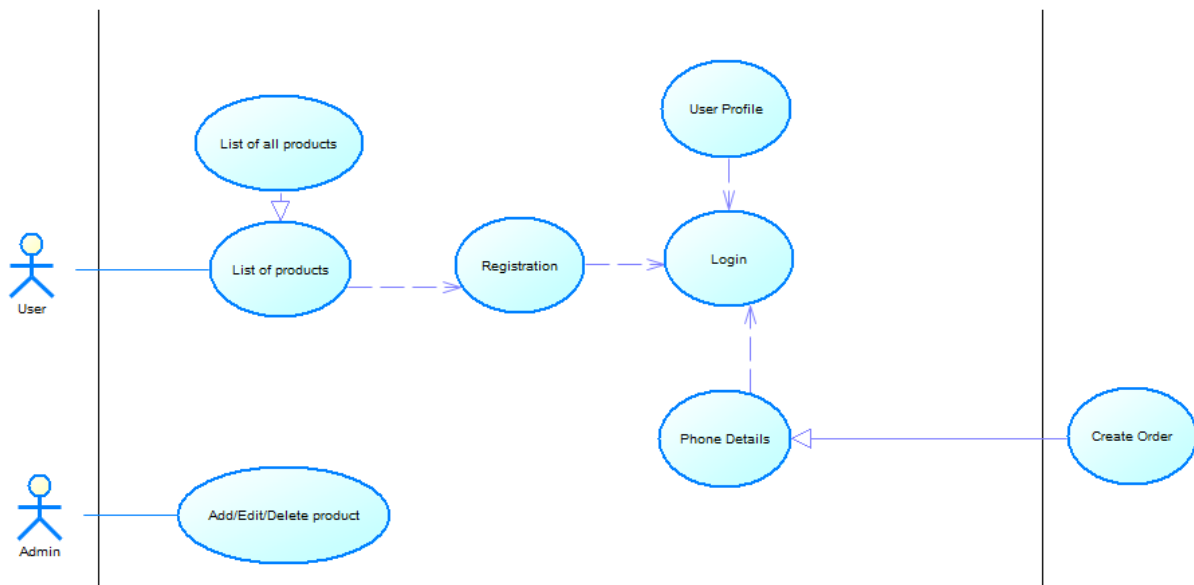 User Profile
List of all products
List of products
Registration
Login
User
Phone Details
Create Order
Add/Edit/Delete product
Admin